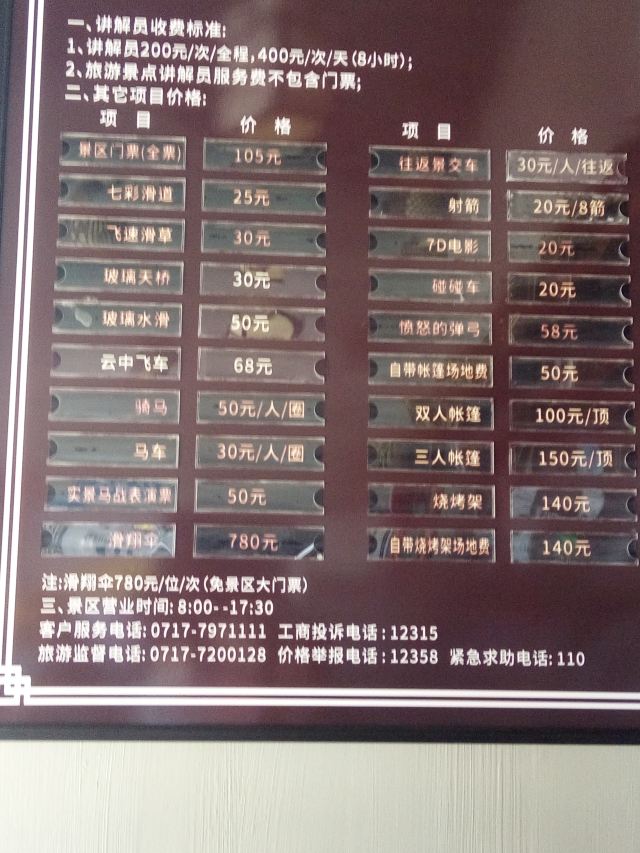 一、讲解员收费标准:
1、讲解员200元/次/全程,400元/次/天(8小时);
2、旅游景点讲解员服务费不包含门票;
二、其它项目价格:
项 目 价 格 项 目 价 格
景区门票(全票) 105元 往返景交车 30元/人/往返
七彩滑道 25元 射箭 20元/8箭
飞速滑草 30元 7D电影 20元
玻璃天桥 30元 碰碰车 20元
玻璃水滑 50元 愤怒的弹弓 58元
云中飞车 68元 自带帐篷场地费 50元
骑马 50元/人/圈 双人帐篷 100元/顶
马车 30元/人/圈 三人帐篷 150元/顶
实景马战表演票 50元 烧烤架 140元
滑翔伞 780元 自带烧烤架场地费 140元
注:滑翔伞780元/位/次(免景区大门票)
三、景区营业时间:8:00--17:30
客户服务电话:0717-7971111 工商投诉电话:12315
旅游监督电话:0717-7200128 价格举报电话:12358 紧急求助电话:110